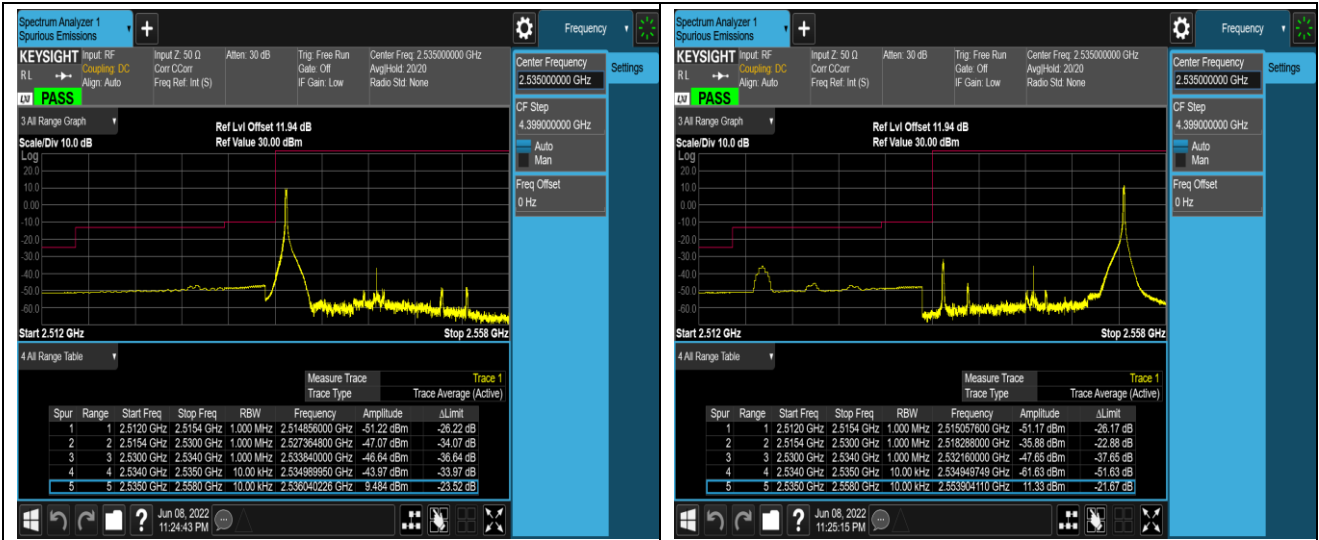 Spectrum Analyzer 1
Spurious Emissions
+
Frequency
KEYSIGHT Input: RF Input Z: 50 Ω Atten: 30 dB Trig: Free Run Center Freq: 2.535000000 GHz
RL Coupling: DC Corr CCorr Gate: Off Avg|Hold: 20/20
Align: Auto Freq Ref: Int (S) IF Gain: Low Radio Std: None
LXI PASS
Center Frequency
2.535000000 GHz
Settings
CF Step
4.399000000 GHz
Auto
Man
Freq Offset
0 Hz
3 All Range Graph
Ref Lvl Offset 11.94 dB
Scale/Div 10.0 dB Ref Value 30.00 dBm
Log
20.0
10.0
0.00
-10.0
-20.0
-30.0
-40.0
-50.0
-60.0
Start 2.512 GHz Stop 2.558 GHz
4 All Range Table
Measure Trace Trace 1
Trace Type Trace Average (Active)
Spur Range Start Freq Stop Freq RBW Frequency Amplitude ΔLimit
1 1 2.5120 GHz 2.5154 GHz 1.000 MHz 2.514856000 GHz -51.22 dBm -26.22 dB
2 2 2.5154 GHz 2.5300 GHz 1.000 MHz 2.527364800 GHz -47.07 dBm -34.07 dB
3 3 2.5300 GHz 2.5340 GHz 1.000 MHz 2.533840000 GHz -46.64 dBm -36.64 dB
4 4 2.5340 GHz 2.5350 GHz 10.00 kHz 2.534989950 GHz -43.97 dBm -33.97 dB
5 5 2.5350 GHz 2.5580 GHz 10.00 kHz 2.536040226 GHz 9.484 dBm -23.52 dB
?
Jun 08, 2022
11:24:43 PM
Spectrum Analyzer 1
Spurious Emissions
+
Frequency
KEYSIGHT Input: RF Input Z: 50 Ω Atten: 30 dB Trig: Free Run Center Freq: 2.535000000 GHz
RL Coupling: DC Corr CCorr Gate: Off Avg|Hold: 20/20
Align: Auto Freq Ref: Int (S) IF Gain: Low Radio Std: None
LXI PASS
Center Frequency
2.535000000 GHz
Settings
CF Step
4.399000000 GHz
Auto
Man
Freq Offset
0 Hz
3 All Range Graph
Ref Lvl Offset 11.94 dB
Scale/Div 10.0 dB Ref Value 30.00 dBm
Log
20.0
10.0
0.00
-10.0
-20.0
-30.0
-40.0
-50.0
-60.0
Start 2.512 GHz Stop 2.558 GHz
4 All Range Table
Measure Trace Trace 1
Trace Type Trace Average (Active)
Spur Range Start Freq Stop Freq RBW Frequency Amplitude ΔLimit
1 1 2.5120 GHz 2.5154 GHz 1.000 MHz 2.515057600 GHz -51.17 dBm -26.17 dB
2 2 2.5154 GHz 2.5300 GHz 1.000 MHz 2.518288000 GHz -35.88 dBm -22.88 dB
3 3 2.5300 GHz 2.5340 GHz 1.000 MHz 2.532160000 GHz -47.65 dBm -37.65 dB
4 4 2.5340 GHz 2.5350 GHz 10.00 kHz 2.534949749 GHz -61.63 dBm -51.63 dB
5 5 2.5350 GHz 2.5580 GHz 10.00 kHz 2.553904110 GHz 11.33 dBm -21.67 dB
?
Jun 08, 2022
11:25:15 PM